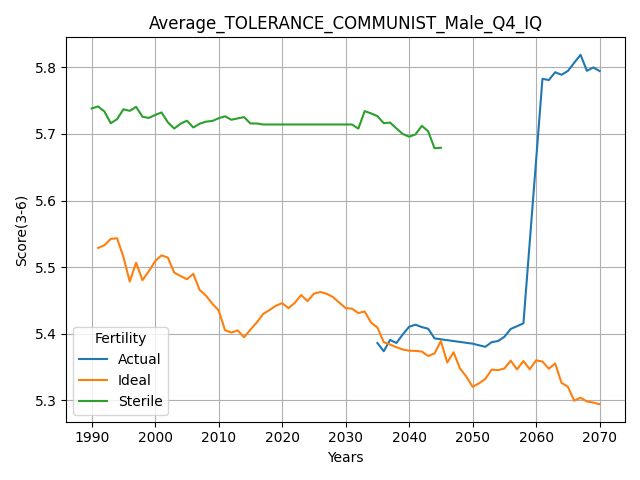 Average_TOLERANCE_COMMUNIST_Male_Q4_IQ
Score(3-6)
5.8
5.7
5.6
5.5
5.4
5.3
Fertility
Actual
Ideal
Sterile
1990 2000 2010 2020 2030 2040 2050 2060 2070
Years